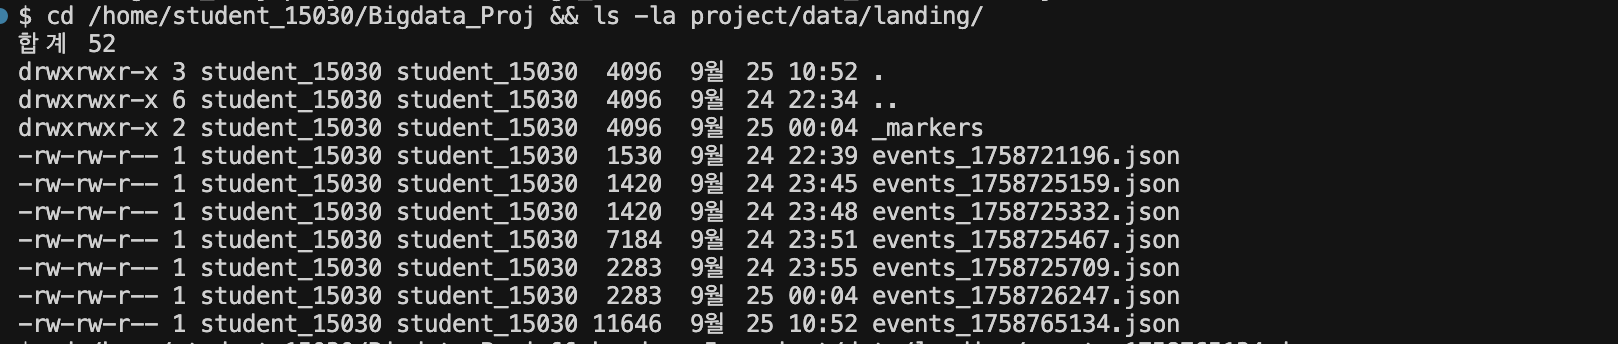 $ cd /home/student_15030/Bigdata_Proj && ls -la project/data/landing/
합계 52
drwxrwxr-x 3 student_15030 student_15030  4096  9월 25 10:52 .
drwxrwxr-x 6 student_15030 student_15030  4096  9월 24 22:34 ..
drwxrwxr-x 2 student_15030 student_15030  4096  9월 25 00:04 _markers
-rw-rw-r-- 1 student_15030 student_15030  1530  9월 24 22:39 events_1758721196.json
-rw-rw-r-- 1 student_15030 student_15030  1420  9월 24 23:45 events_1758725159.json
-rw-rw-r-- 1 student_15030 student_15030  1420  9월 24 23:48 events_1758725332.json
-rw-rw-r-- 1 student_15030 student_15030  7184  9월 24 23:51 events_1758725467.json
-rw-rw-r-- 1 student_15030 student_15030  2283  9월 24 23:55 events_1758725709.json
-rw-rw-r-- 1 student_15030 student_15030  2283  9월 25 00:04 events_1758726247.json
-rw-rw-r-- 1 student_15030 student_15030 11646  9월 25 10:52 events_1758765134.json